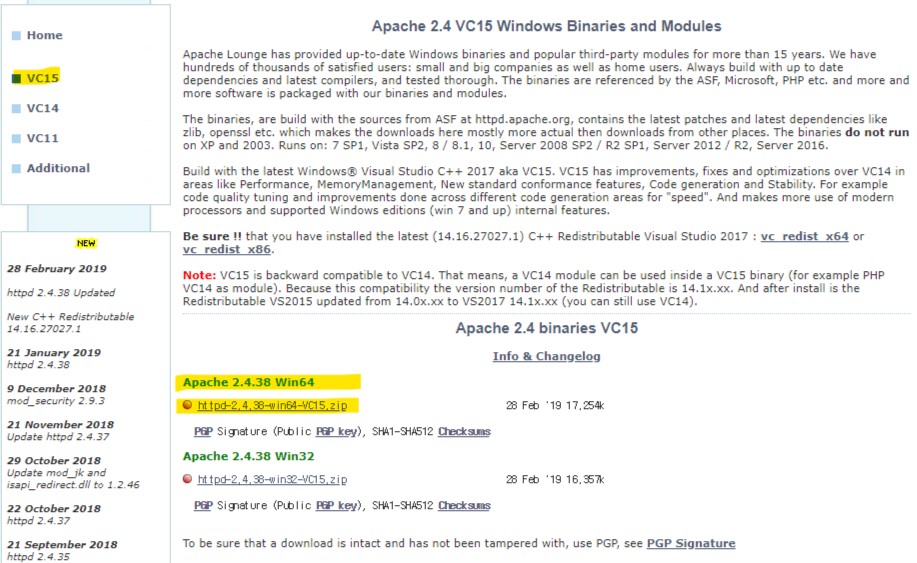 Home
VC15
VC14
VC11
Additional
NEW
28 February 2019
httpd 2.4.38 Updated
New C++ Redistributable
14.16.27027.1
21 January 2019
httpd 2.4.38
9 December 2018
mod_security 2.9.3
21 November 2018
Update httpd 2.4.37
29 October 2018
Update mod_jk and
isapi_redirect.dll to 1.2.46
22 October 2018
httpd 2.4.37
21 September 2018
httpd 2.4.35
Apache 2.4 VC15 Windows Binaries and Modules
Apache Lounge has provided up-to-date Windows binaries and popular third-party modules for more than 15 years. We have
hundreds of thousands of satisfied users: small and big companies as well as home users. Always build with up to date
dependencies and latest compilers, and tested thorough. The binaries are referenced by the ASF, Microsoft, PHP etc. and more and
more software is packaged with our binaries and modules.
The binaries, are build with the sources from ASF at httpd.apache.org, contains the latest patches and latest dependencies like
zlib, openssl etc. which makes the downloads here mostly more actual then downloads from other places. The binaries do not run
on XP and 2003. Runs on: 7 SP1, Vista SP2, 8 / 8.1, 10, Server 2008 SP2 / R2 SP1, Server 2012 / R2, Server 2016.
Build with the latest Windows® Visual Studio C++ 2017 aka VC15. VC15 has improvements, fixes and optimizations over VC14 in
areas like Performance, MemoryManagement, New standard conformance features, Code generation and Stability. For example
code quality tuning and improvements done across different code generation areas for "speed". And makes more use of modern
processors and supported Windows editions (win 7 and up) internal features.
Be sure !! that you have installed the latest (14.16.27027.1) C++ Redistributable Visual Studio 2017 : vc_redist_x64 or
vc_redist_x86.
Note: VC15 is backward compatible to VC14. That means, a VC14 module can be used inside a VC15 binary (for example PHP
VC14 as module). Because this compatibility the version number of the Redistributable is 14.1x.xx. And after install is the
Redistributable VS2015 updated from 14.0x.xx to VS2017 14.1x.xx (you can still use VC14).
Apache 2.4 binaries VC15
Info & Changelog
Apache 2.4.38 Win64
httpd-2.4.38-win64-VC15.zip 28 Feb '19 17,254k
PGP Signature (Public PGP key), SHA1-SHA512 Checksums
Apache 2.4.38 Win32
httpd-2.4.38-win32-VC15.zip 28 Feb '19 16,357k
PGP Signature (Public PGP key), SHA1-SHA512 Checksums
To be sure that a download is intact and has not been tampered with, use PGP, see PGP Signature